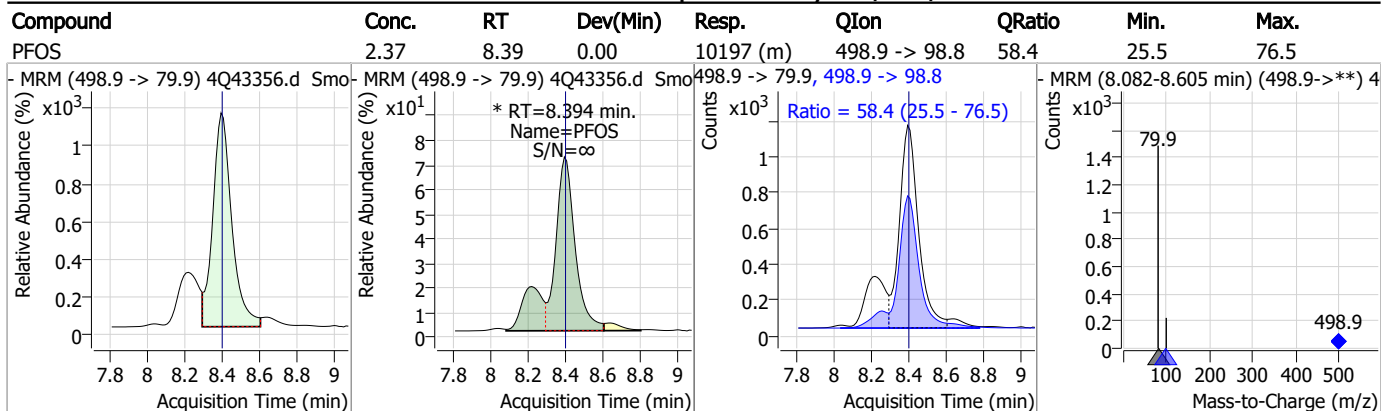 Compound Conc. RT Dev(Min) Resp. QIon QRatio Min. Max.
PFOS 2.37 8.39 0.00 10197 (m) 498.9 -> 98.8 58.4 25.5 76.5
- MRM (498.9 -> 79.9) 4Q43356.d Smo
Relative Abundance (%)
x10³
1
0.8
0.6
0.4
0.2
0
7.8 8 8.2 8.4 8.6 8.8 9
Acquisition Time (min)
- MRM (498.9 -> 79.9) 4Q43356.d Smo
Relative Abundance (%)
x10¹
* RT=8.394 min.
Name=PFOS
S/N=∞
8
7
6
5
4
3
2
1
0
7.8 8 8.2 8.4 8.6 8.8 9
Acquisition Time (min)
498.9 -> 79.9, 498.9 -> 98.8
Counts
x10³
Ratio = 58.4 (25.5 - 76.5)
1
0.8
0.6
0.4
0.2
0
7.8 8 8.2 8.4 8.6 8.8 9
Acquisition Time (min)
- MRM (8.082-8.605 min) (498.9->**) 4
Counts
x10³
79.9
1.4
1.2
1
0.8
0.6
0.4
0.2
0
498.9
100 200 300 400 500
Mass-to-Charge (m/z)